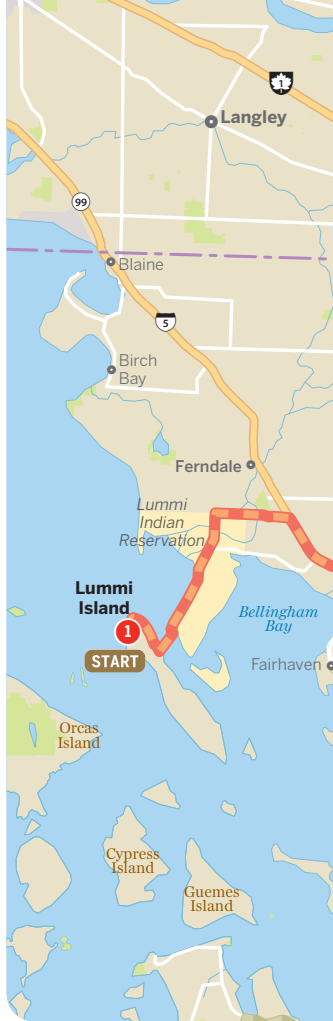 1
Langley
99
Blaine
5
Birch
Bay
Ferndale
Lummi
Indian
Reservation
Lummi
Island
1
START
Bellingham
Bay
Fairhaven
Orcas
Island
Cypress
Island
Guemes
Island